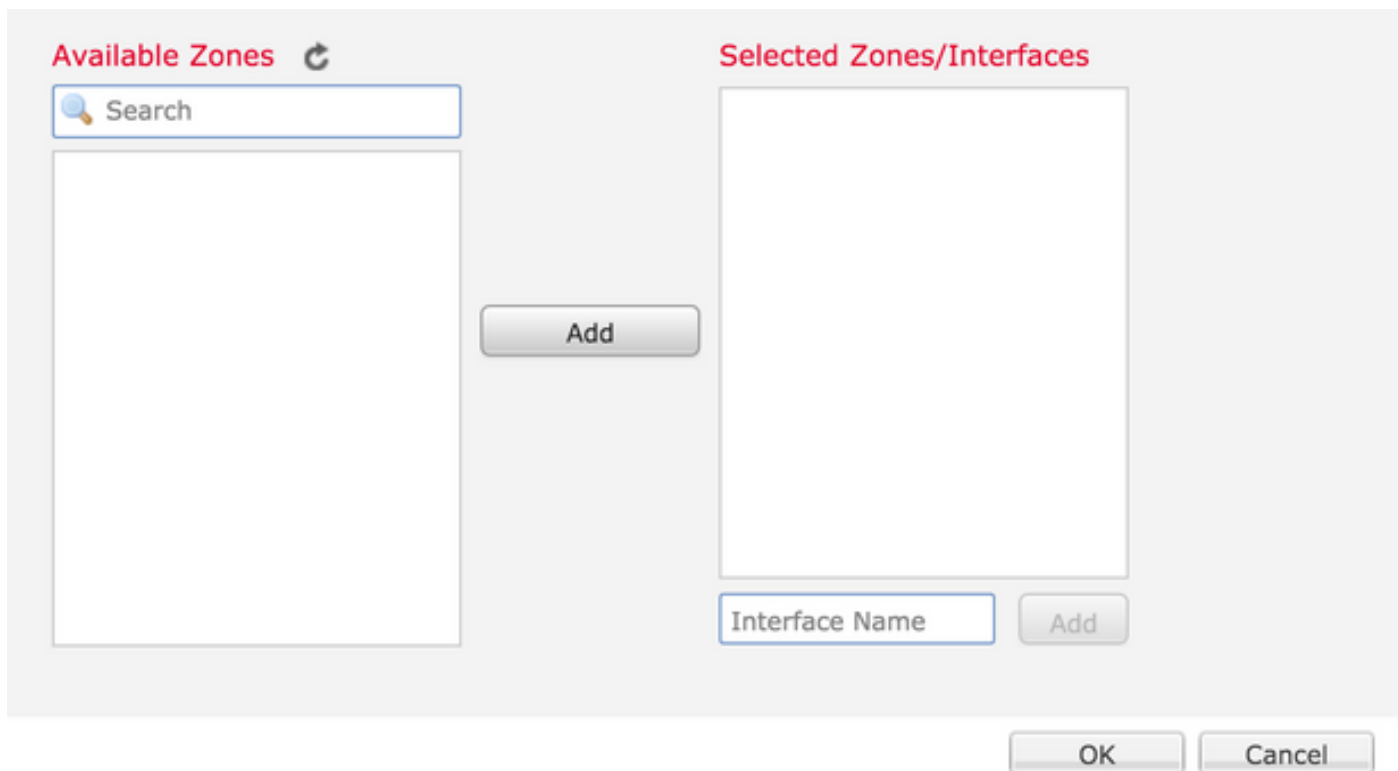 Available Zones
Search
Add
Selected Zones/Interfaces
Interface Name
Add
OK
Cancel